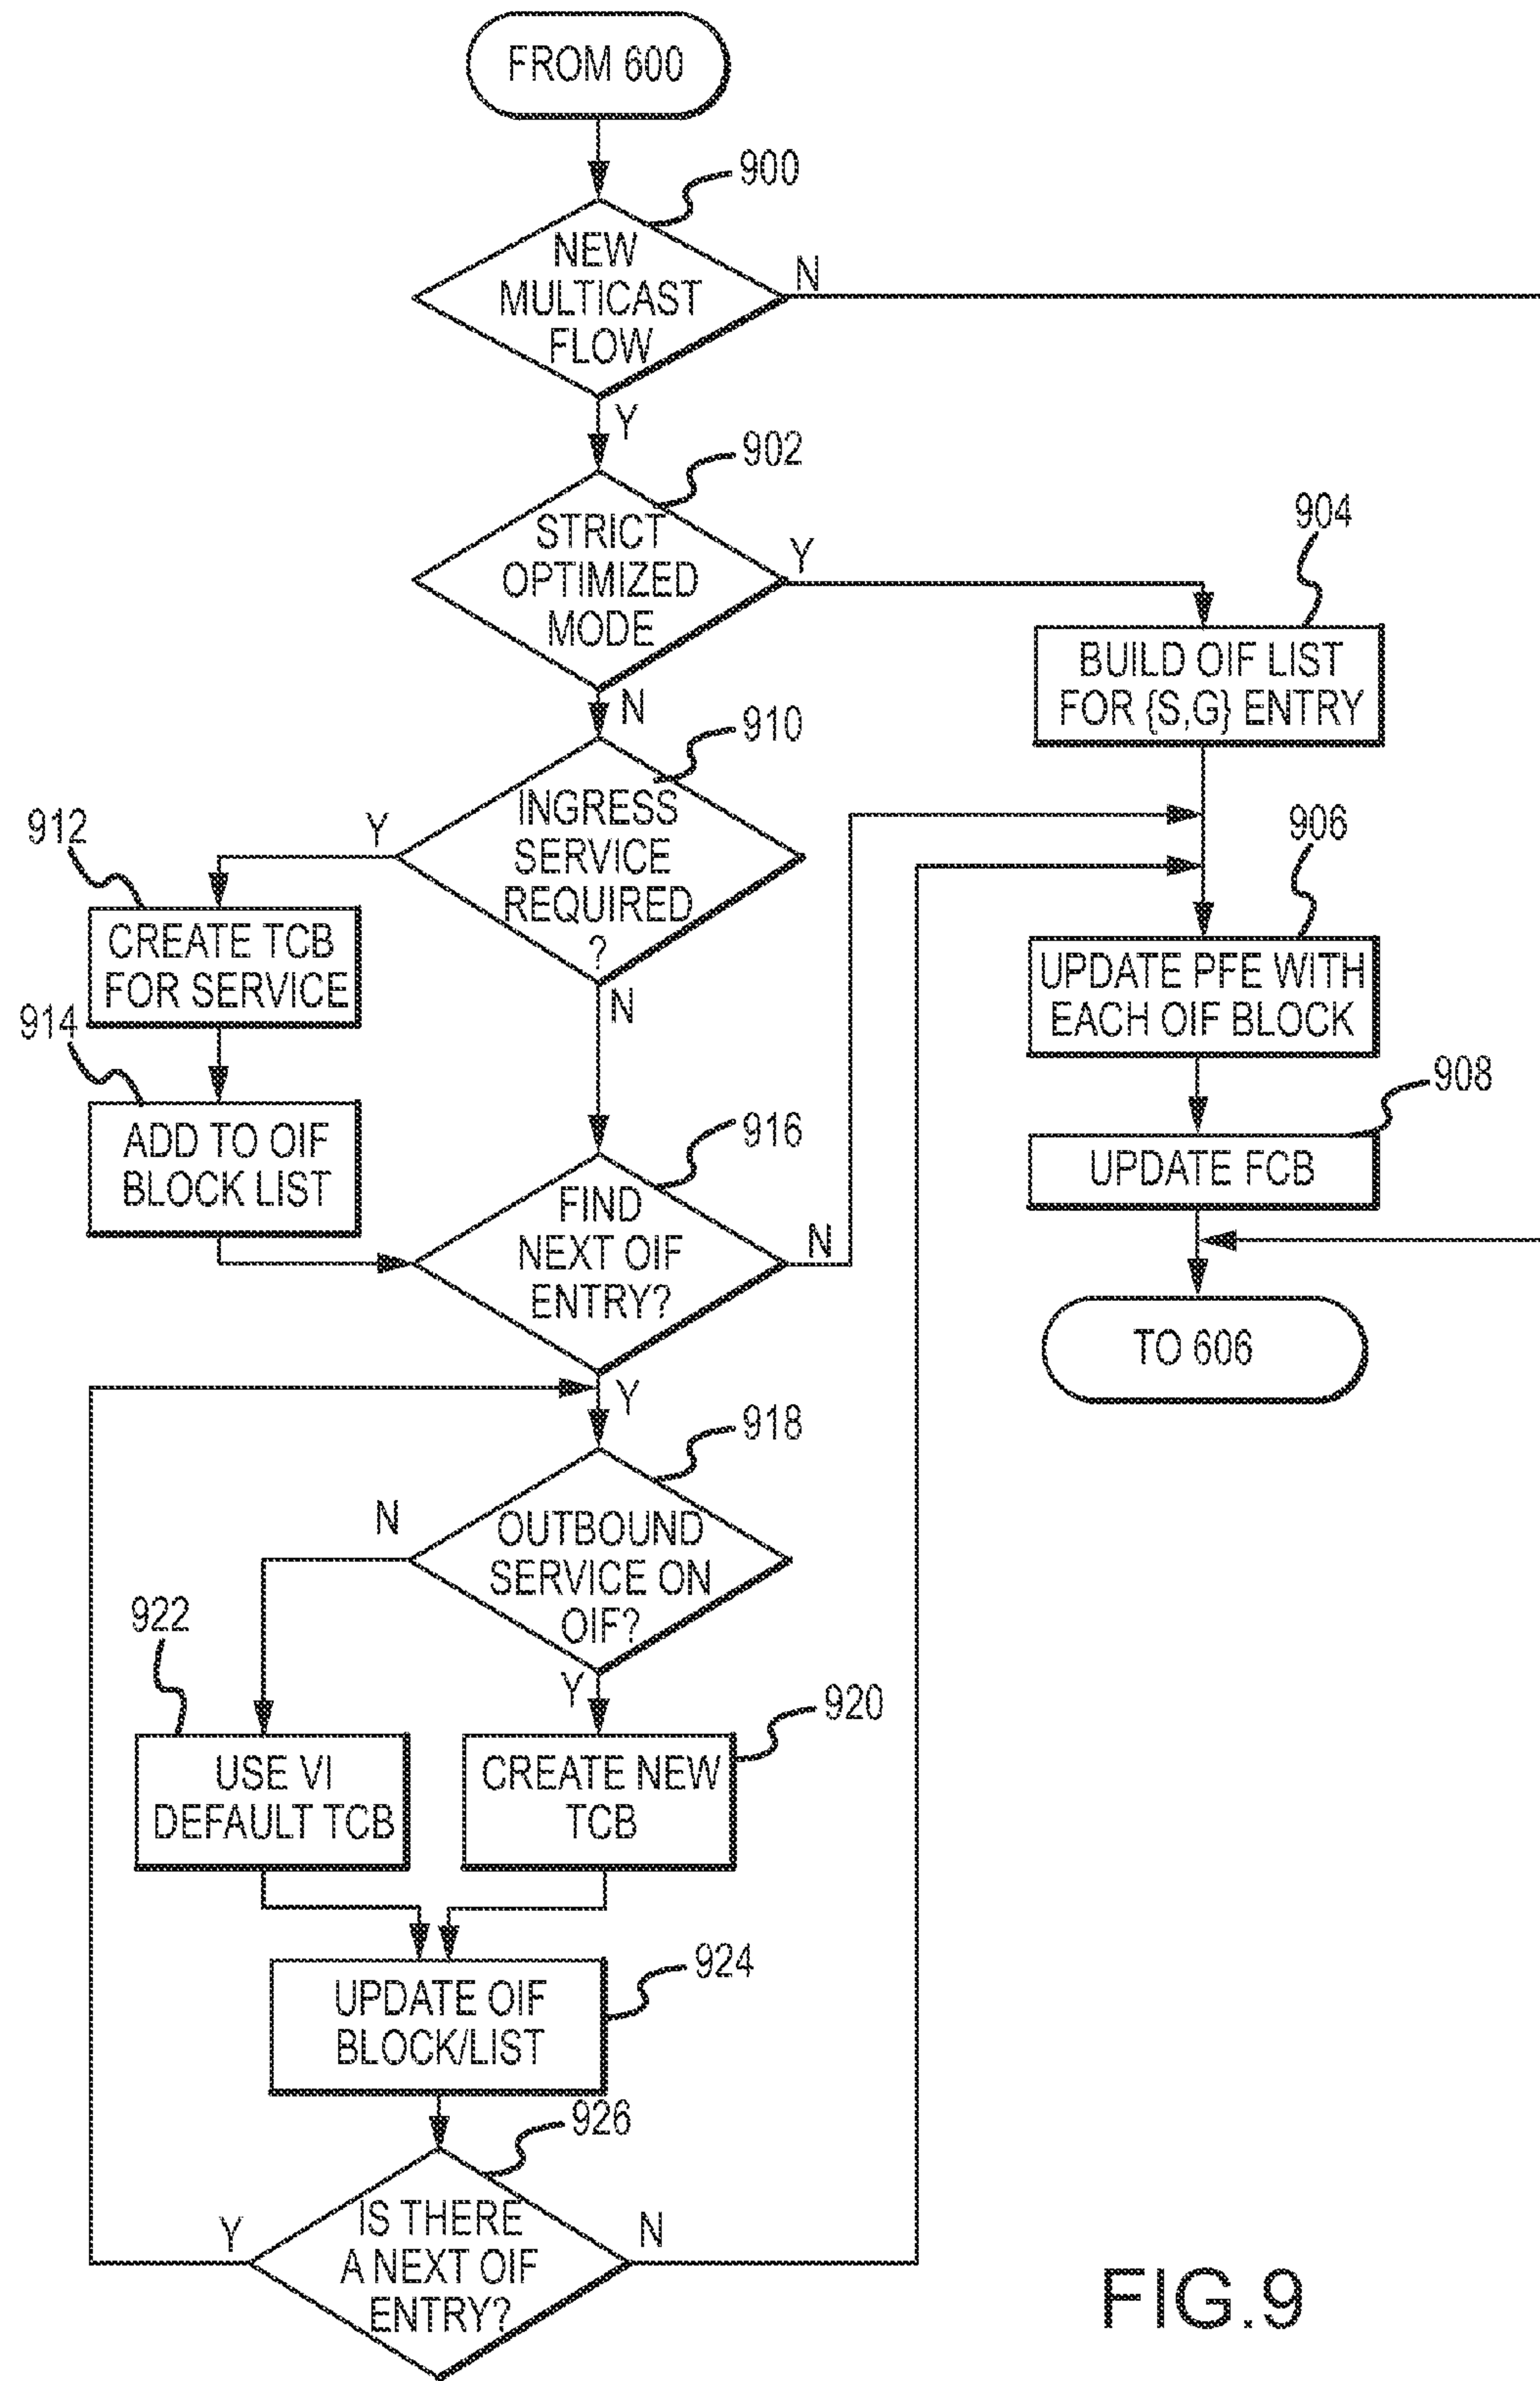 FROM 600
900
NEW
MULTICAST
FLOW
N
Y
902
STRICT
OPTIMIZED
MODE
Y
N
904
BUILD OIF LIST
FOR {S,G} ENTRY
910
INGRESS
SERVICE
REQUIRED
?
Y
N
912
CREATE TCB
FOR SERVICE
914
ADD TO OIF
BLOCK LIST
906
UPDATE PFE WITH
EACH OIF BLOCK
908
UPDATE FCB
TO 606
916
FIND
NEXT OIF
ENTRY?
N
Y
918
OUTBOUND
SERVICE ON
OIF?
N
Y
922
USE VI
DEFAULT TCB
920
CREATE NEW
TCB
924
UPDATE OIF
BLOCK/LIST
926
IS THERE
A NEXT OIF
ENTRY?
Y
N
FIG.9